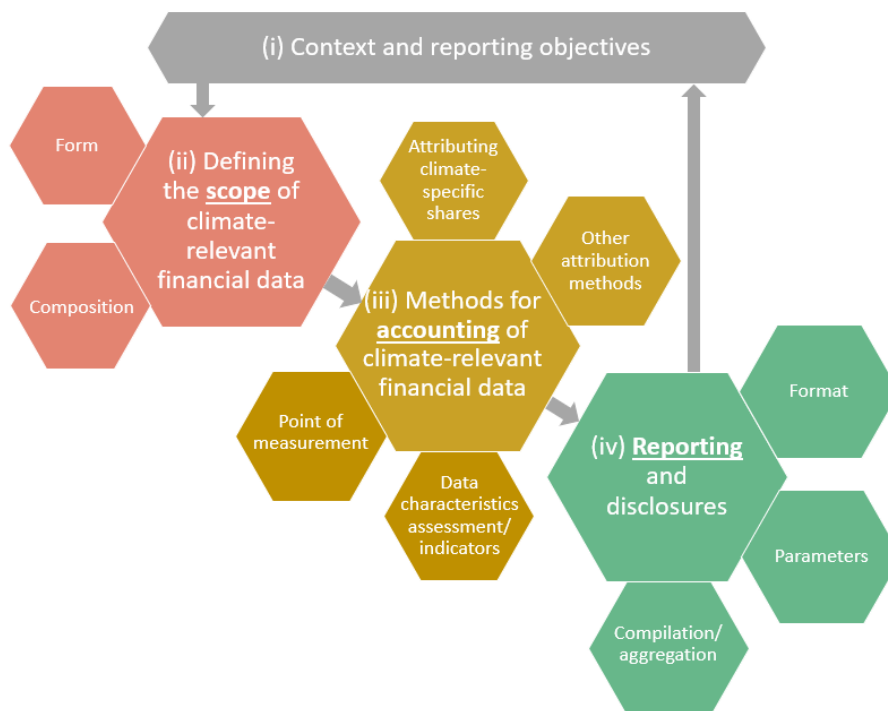 (i) Context and reporting objectives
Form
(ii) Defining
the scope of
climate-
relevant
financial data
Composition
Attributing
climate-
specific
shares
Other
attribution
methods
(iii) Methods for
accounting of
climate-relevant
financial data
Point of
measurement
Data
characteristics
assessment/
indicators
(iv) Reporting
and
disclosures
Format
Parameters
Compilation/
aggregation